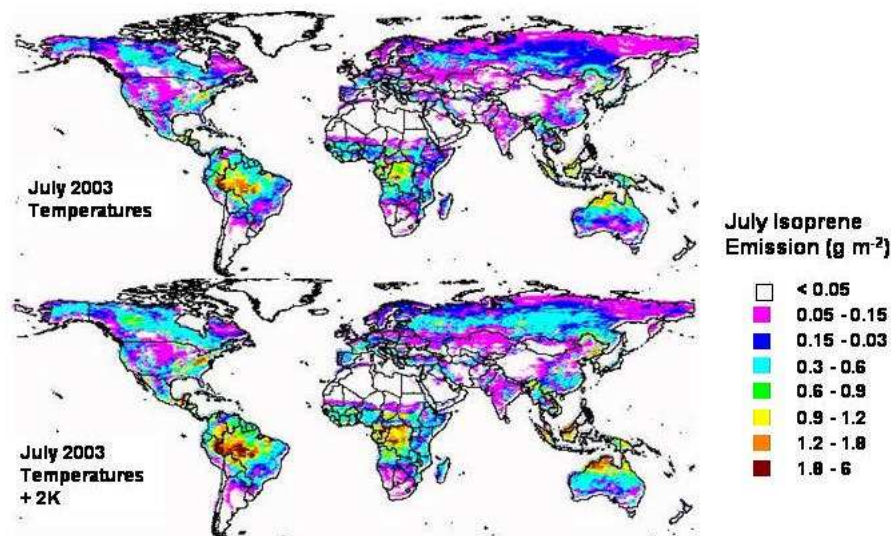 July 2003
Temperatures
July 2003
Temperatures
+ 2K
July Isoprene
Emission (g m⁻²)
< 0.05
0.05 - 0.15
0.15 - 0.03
0.3 - 0.6
0.6 - 0.9
0.9 - 1.2
1.2 - 1.8
1.8 - 6